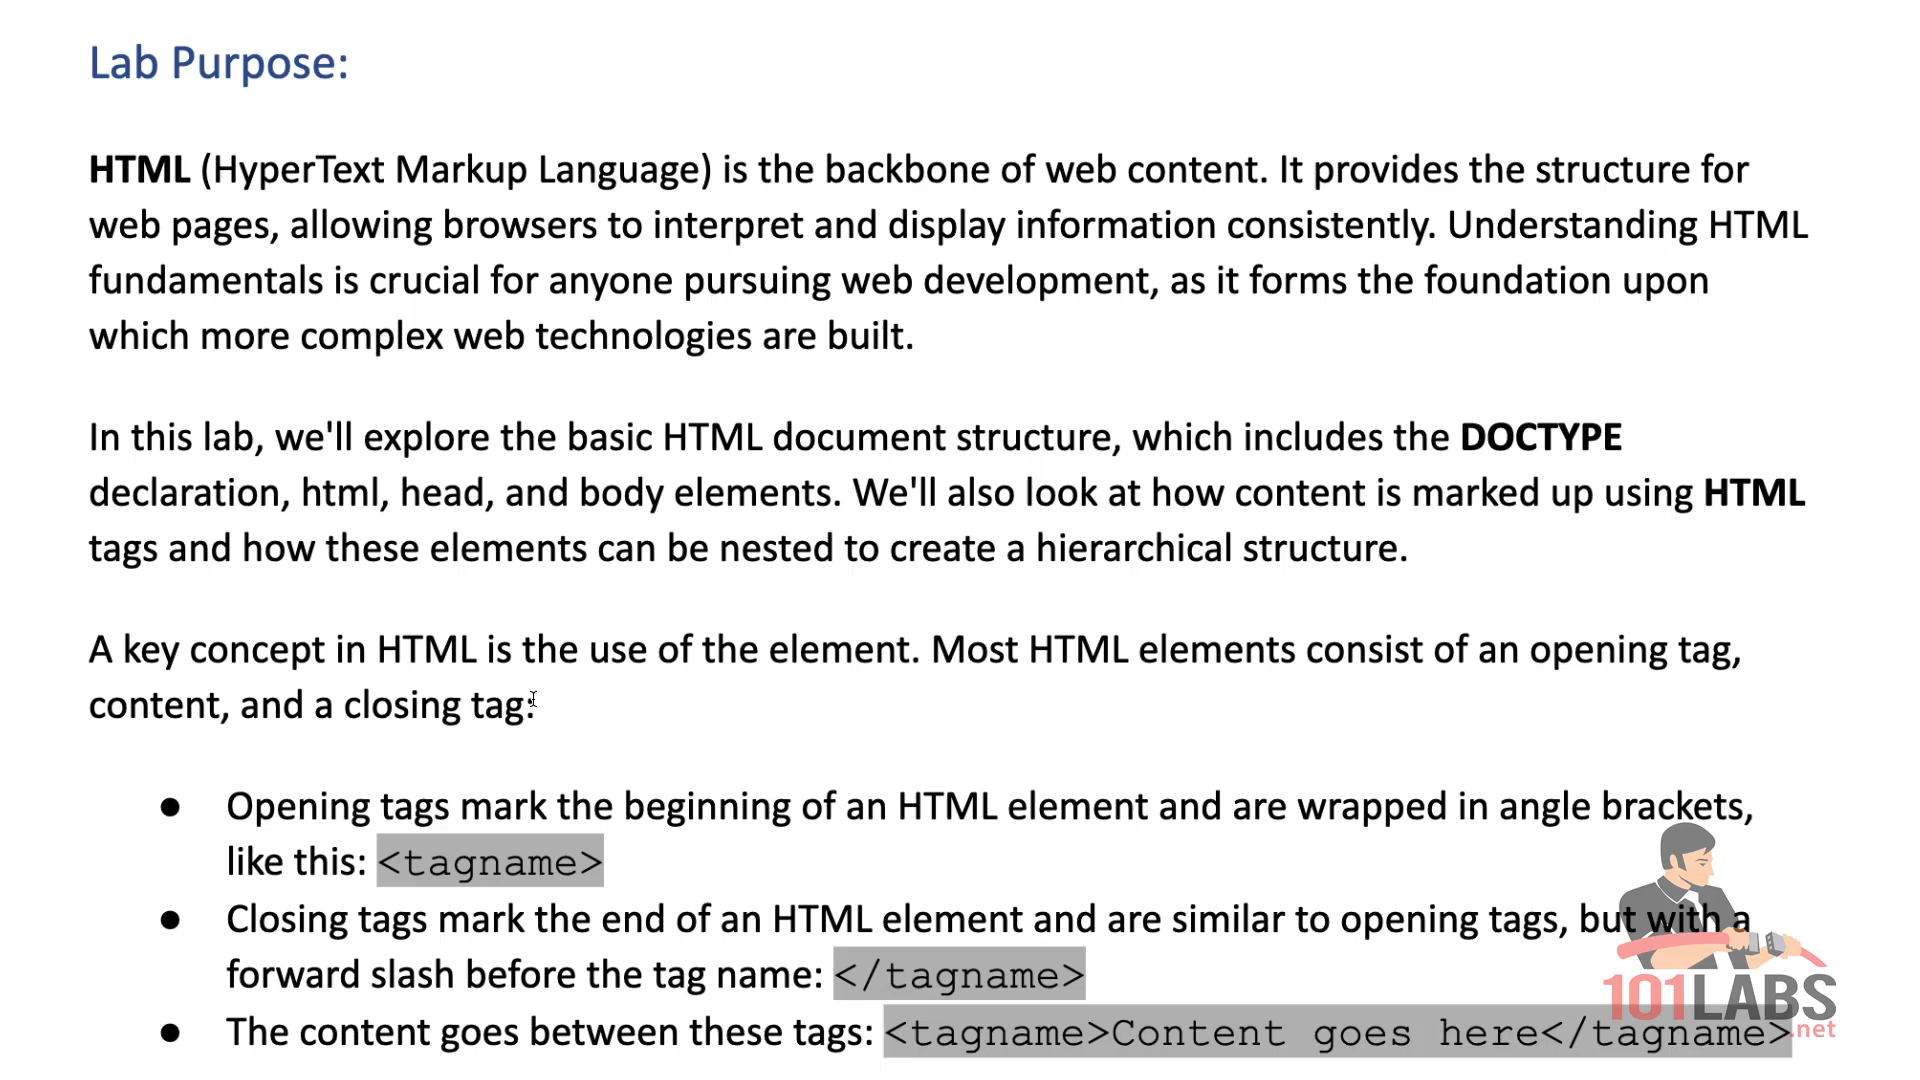 Lab Purpose:
HTML (HyperText Markup Language) is the backbone of web content. It provides the structure for
web pages, allowing browsers to interpret and display information consistently. Understanding HTML
fundamentals is crucial for anyone pursuing web development, as it forms the foundation upon
which more complex web technologies are built.
In this lab, we'll explore the basic HTML document structure, which includes the DOCTYPE
declaration, html, head, and body elements. We'll also look at how content is marked up using HTML
tags and how these elements can be nested to create a hierarchical structure.
A key concept in HTML is the use of the element. Most HTML elements consist of an opening tag,
content, and a closing tag:
● Opening tags mark the beginning of an HTML element and are wrapped in angle brackets,
like this: <tagname>
● Closing tags mark the end of an HTML element and are similar to opening tags, but with a
forward slash before the tag name: </tagname>
● The content goes between these tags: <tagname>Content goes here</tagname>
101LABS
.net